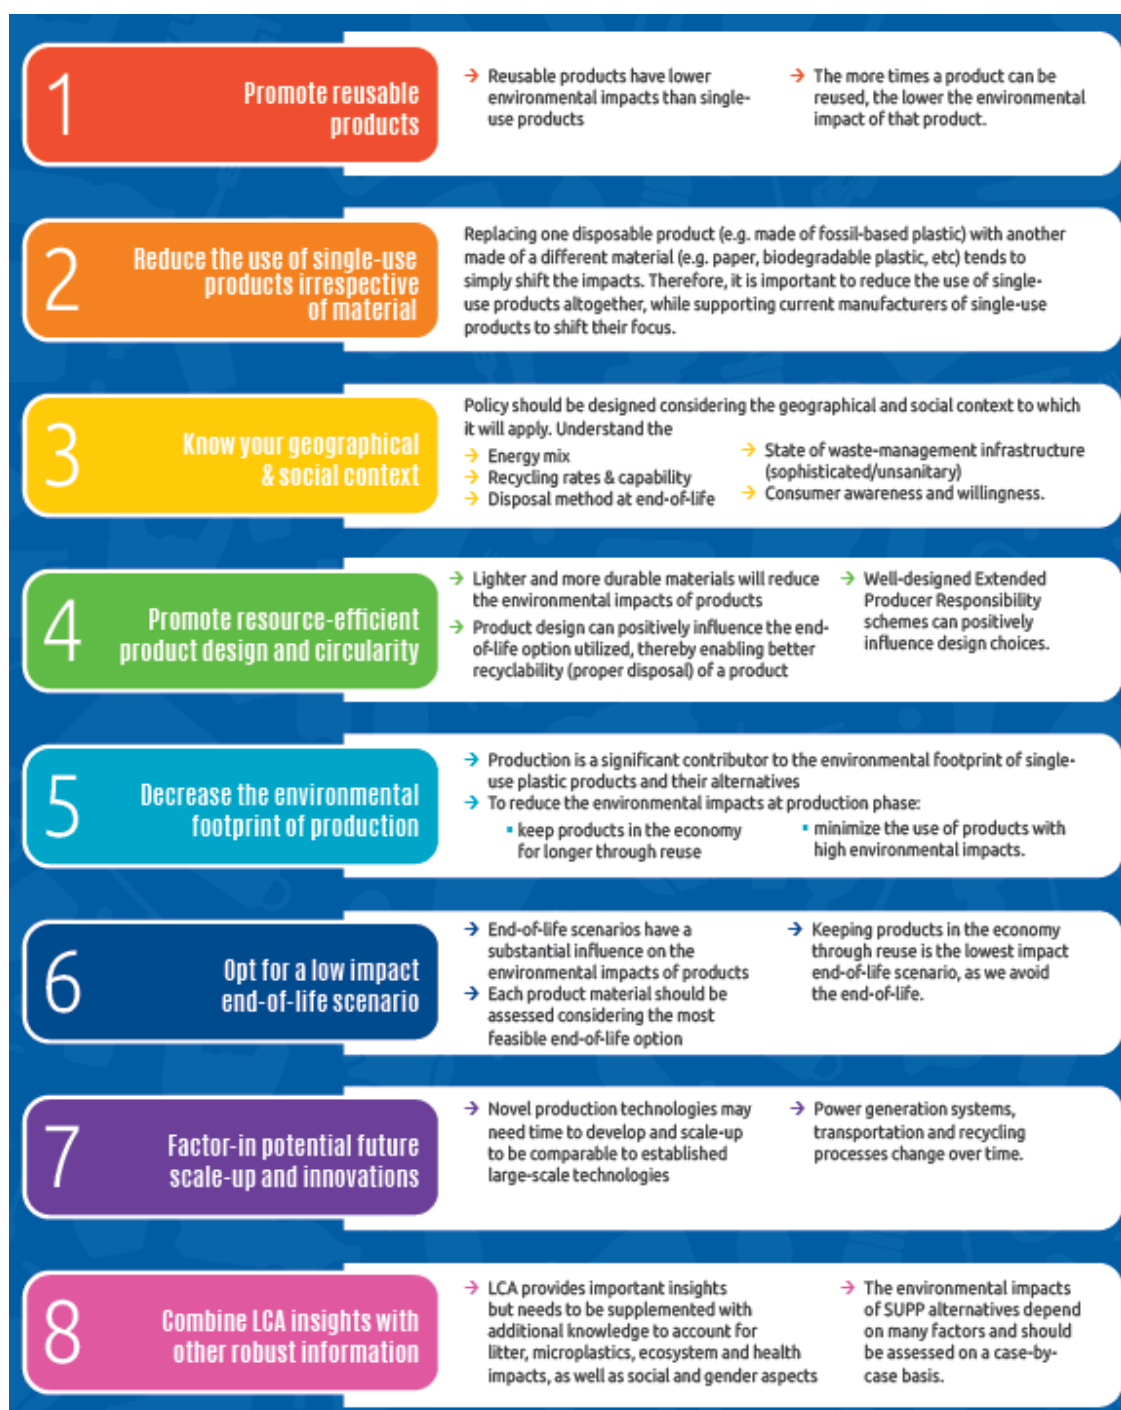 1
Promote reusable
products
→ Reusable products have lower
environmental impacts than single-
use products
→ The more times a product can be
reused, the lower the environmental
impact of that product.
2
Reduce the use of single-use
products irrespective
of material
Replacing one disposable product (e.g. made of fossil-based plastic) with another
made of a different material (e.g. paper, biodegradable plastic, etc) tends to
simply shift the impacts. Therefore, it is important to reduce the use of single-
use products altogether, while supporting current manufacturers of single-use
products to shift their focus.
3
Know your geographical
& social context
Policy should be designed considering the geographical and social context to which
it will apply. Understand the
→ Energy mix
→ Recycling rates & capability
→ Disposal method at end-of-life
→ State of waste-management infrastructure
(sophisticated/unsanitary)
→ Consumer awareness and willingness.
4
Promote resource-efficient
product design and circularity
→ Lighter and more durable materials will reduce
the environmental impacts of products
→ Product design can positively influence the end-
of-life option utilized, thereby enabling better
recyclability (proper disposal) of a product
→ Well-designed Extended
Producer Responsibility
schemes can positively
influence design choices.
5
Decrease the environmental
footprint of production
→ Production is a significant contributor to the environmental footprint of single-
use plastic products and their alternatives
→ To reduce the environmental impacts at production phase:
▪ keep products in the economy
for longer through reuse
▪ minimize the use of products with
high environmental impacts.
6
Opt for a low impact
end-of-life scenario
→ End-of-life scenarios have a
substantial influence on the
environmental impacts of products
→ Each product material should be
assessed considering the most
feasible end-of-life option
→ Keeping products in the economy
through reuse is the lowest impact
end-of-life scenario, as we avoid
the end-of-life.
7
Factor-in potential future
scale-up and innovations
→ Novel production technologies may
need time to develop and scale-up
to be comparable to established
large-scale technologies
→ Power generation systems,
transportation and recycling
processes change over time.
8
Combine LCA insights with
other robust information
→ LCA provides important insights
but needs to be supplemented with
additional knowledge to account for
litter, microplastics, ecosystem and health
impacts, as well as social and gender aspects
→ The environmental impacts
of SUPP alternatives depend
on many factors and should
be assessed on a case-by-
case basis.